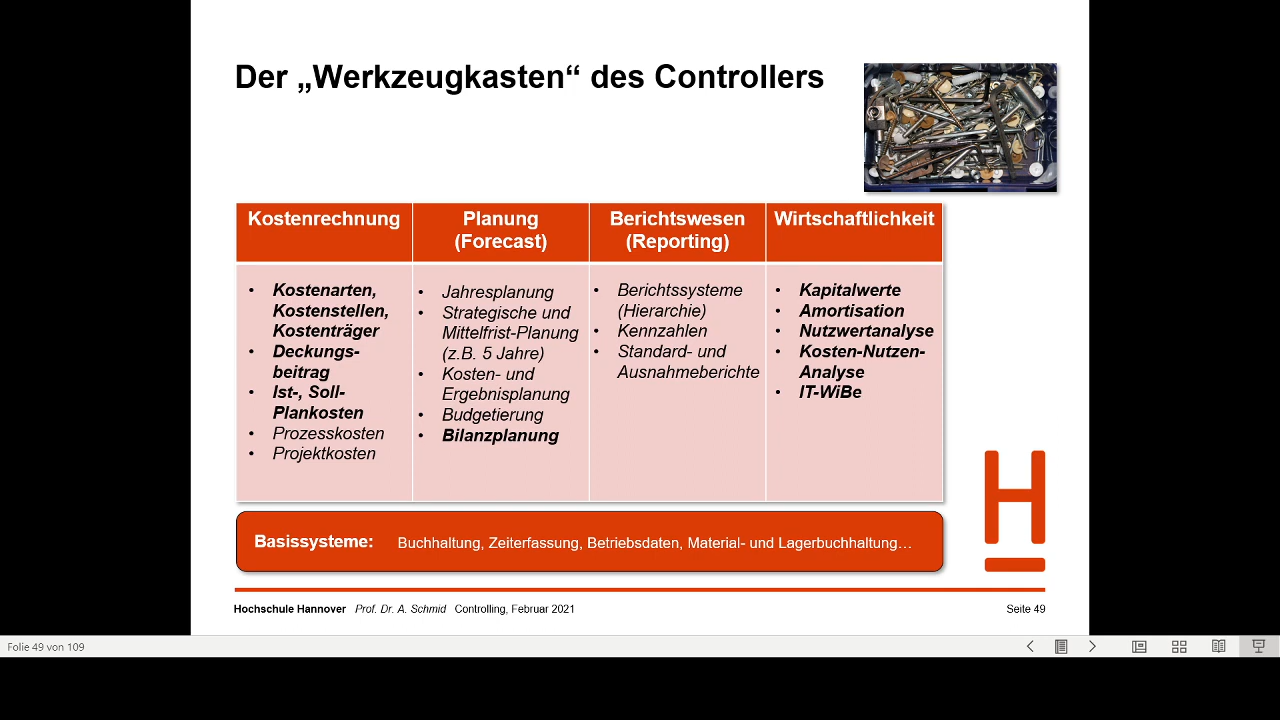 Der „Werkzeugkasten“ des Controllers
Kostenrechnung
• Kostenarten,
Kostenstellen,
Kostenträger
• Deckungs-
beitrag
• Ist-, Soll-
Plankosten
• Prozesskosten
• Projektkosten
Planung
(Forecast)
• Jahresplanung
• Strategische und
Mittelfrist-Planung
(z.B. 5 Jahre)
• Kosten- und
Ergebnisplanung
• Budgetierung
• Bilanzplanung
Berichtswesen
(Reporting)
• Berichtssysteme
(Hierarchie)
• Kennzahlen
• Standard- und
Ausnahmeberichte
Wirtschaftlichkeit
• Kapitalwerte
• Amortisation
• Nutzwertanalyse
• Kosten-Nutzen-
Analyse
• IT-WiBe
Basissysteme: Buchhaltung, Zeiterfassung, Betriebsdaten, Material- und Lagerbuchhaltung…
H
Hochschule Hannover Prof. Dr. A. Schmid Controlling, Februar 2021 Seite 49
Folie 49 von 109